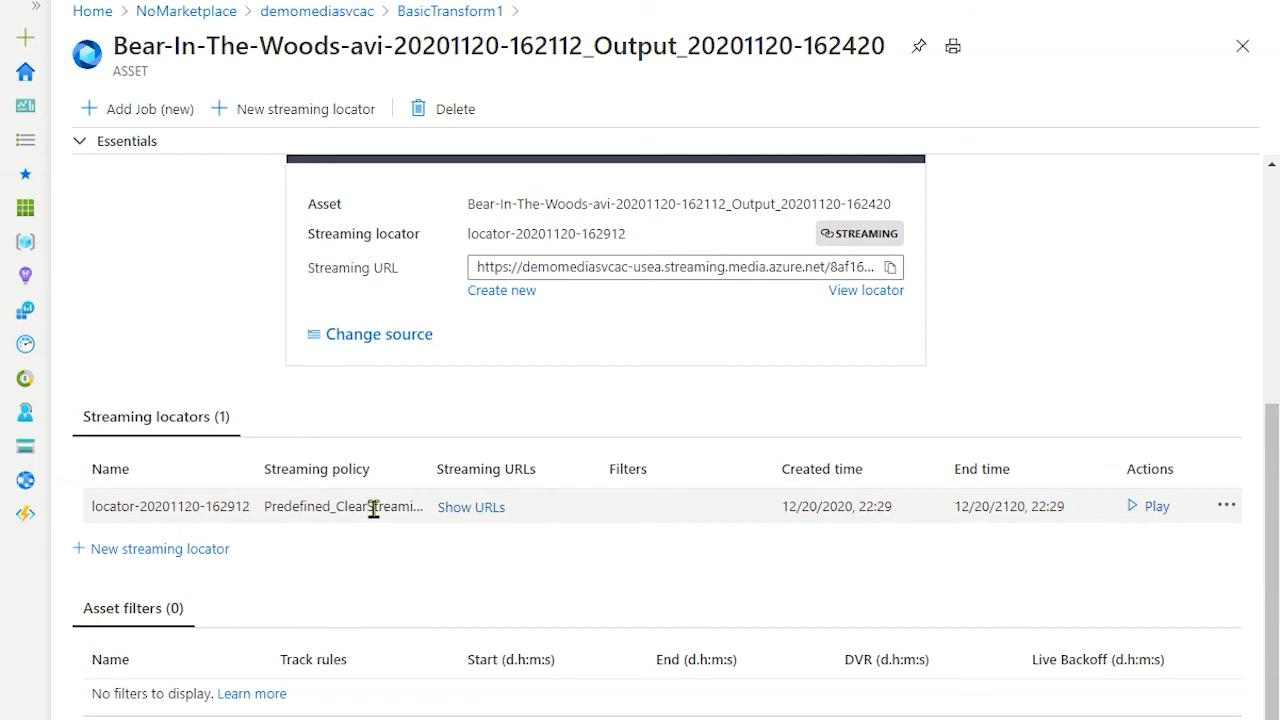 Home > NoMarketplace > demomediasvcac > BasicTransform1 >
Bear-In-The-Woods-avi-20201120-162112_Output_20201120-162420
ASSET
Add Job (new) New streaming locator Delete
Essentials
Asset Bear-In-The-Woods-avi-20201120-162112_Output_20201120-162420
Streaming locator locator-20201120-162912 STREAMING
Streaming URL https://demomediasvcac-usea.streaming.media.azure.net/8af16...
Create new View locator
Change source
Streaming locators (1)
Name Streaming policy Streaming URLs Filters Created time End time Actions
locator-20201120-162912 Predefined_ClearStreami... Show URLs 12/20/2020, 22:29 12/20/2120, 22:29 Play
+ New streaming locator
Asset filters (0)
Name Track rules Start (d.h:m:s) End (d.h:m:s) DVR (d.h:m:s) Live Backoff (d.h:m:s)
No filters to display. Learn more